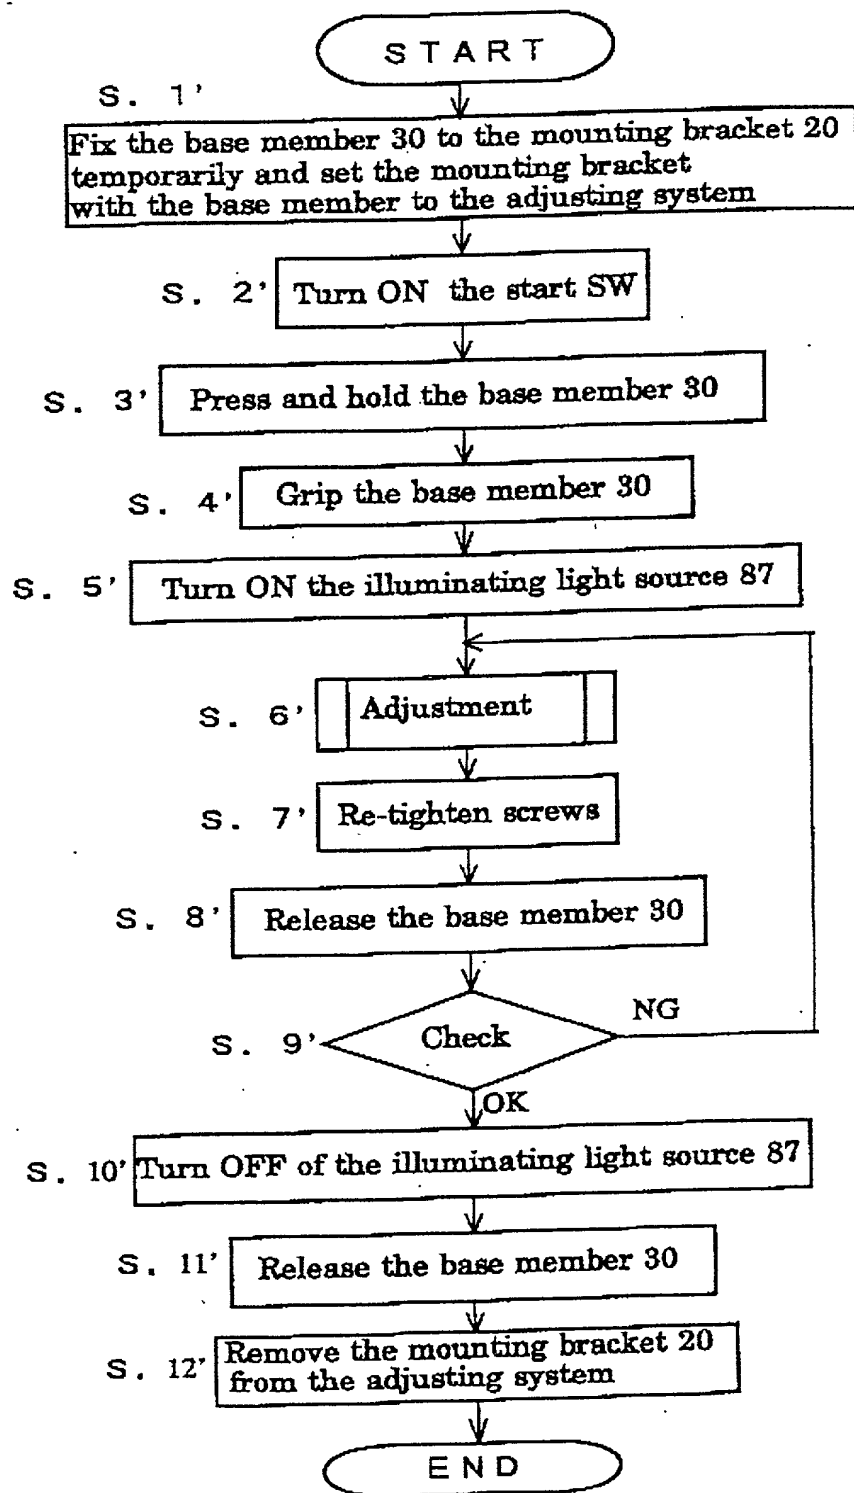 START
S. 1'
Fix the base member 30 to the mounting bracket 20
temporarily and set the mounting bracket
with the base member to the adjusting system
S. 2' Turn ON the start SW
S. 3' Press and hold the base member 30
S. 4' Grip the base member 30
S. 5' Turn ON the illuminating light source 87
S. 6' Adjustment
S. 7' Re-tighten screws
S. 8' Release the base member 30
NG
S. 9' Check
OK
S. 10' Turn OFF of the illuminating light source 87
S. 11' Release the base member 30
S. 12' Remove the mounting bracket 20
from the adjusting system
END